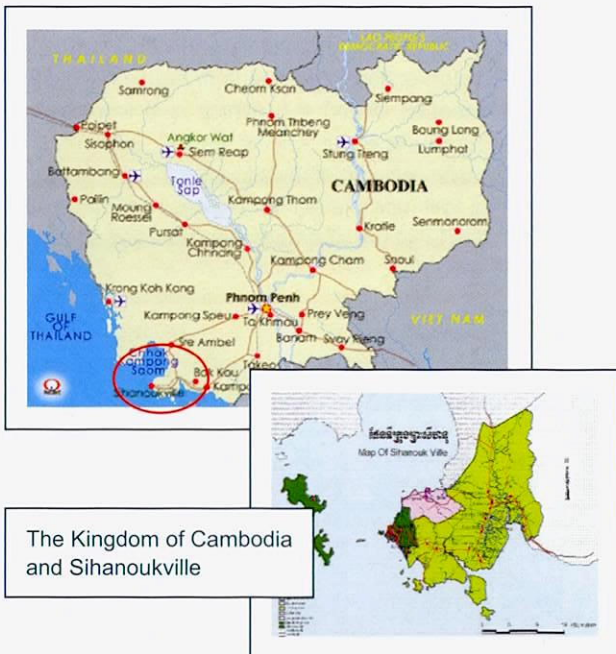 THAILAND
LAO PEOPLE'S
DEMOCRATIC REPUBLIC
Samrong
Cheom Ksan
Siempang
Poipet
Phnom Thbeng
Meanchey
Boung Long
Sisophon
Angkor Wat
Siem Reap
Stung Treng
Lumphat
Battambang
Tonle
Sap
CAMBODIA
Pailin
Moung
Roessei
Kampong Thom
Pursat
Kratie
Senmonorom
Kampong
Chhnang
Kampong Cham
Snoul
Krong Koh Kong
Phnom Penh
GULF
OF
THAILAND
Kampong Speu
Ta Khmau
Prey Veng
VIET NAM
Sre Ambel
Banam
Svay Rieng
Chhak
Kampong
Saom
Takeo
Bok Kou
Sihanoukville
Map Of Sihanouk Ville
The Kingdom of Cambodia
and Sihanoukville